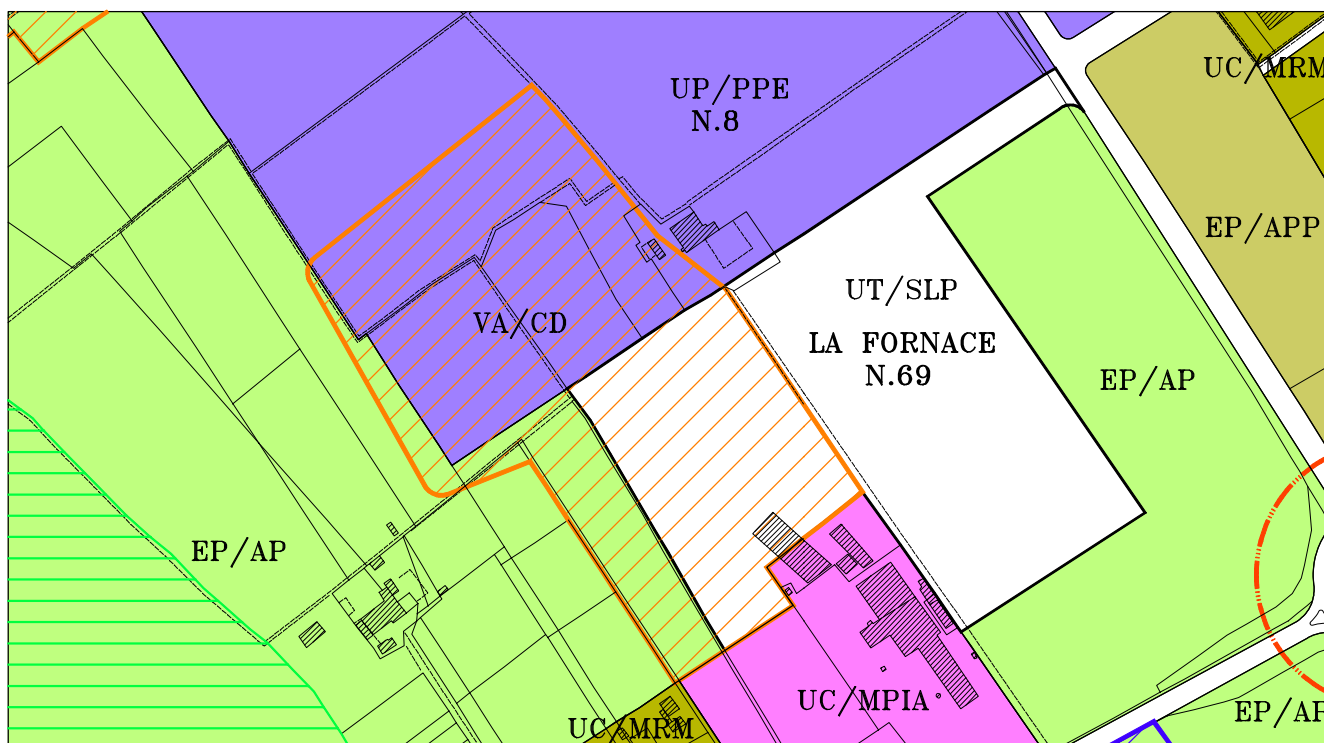 UC/MRM
UP/PPE
N.8
EP/APP
UT/SLP
VA/CD
LA FORNACE
N.69
EP/AP
EP/AP
UC/MPIA
EP/AP
UC/MRM